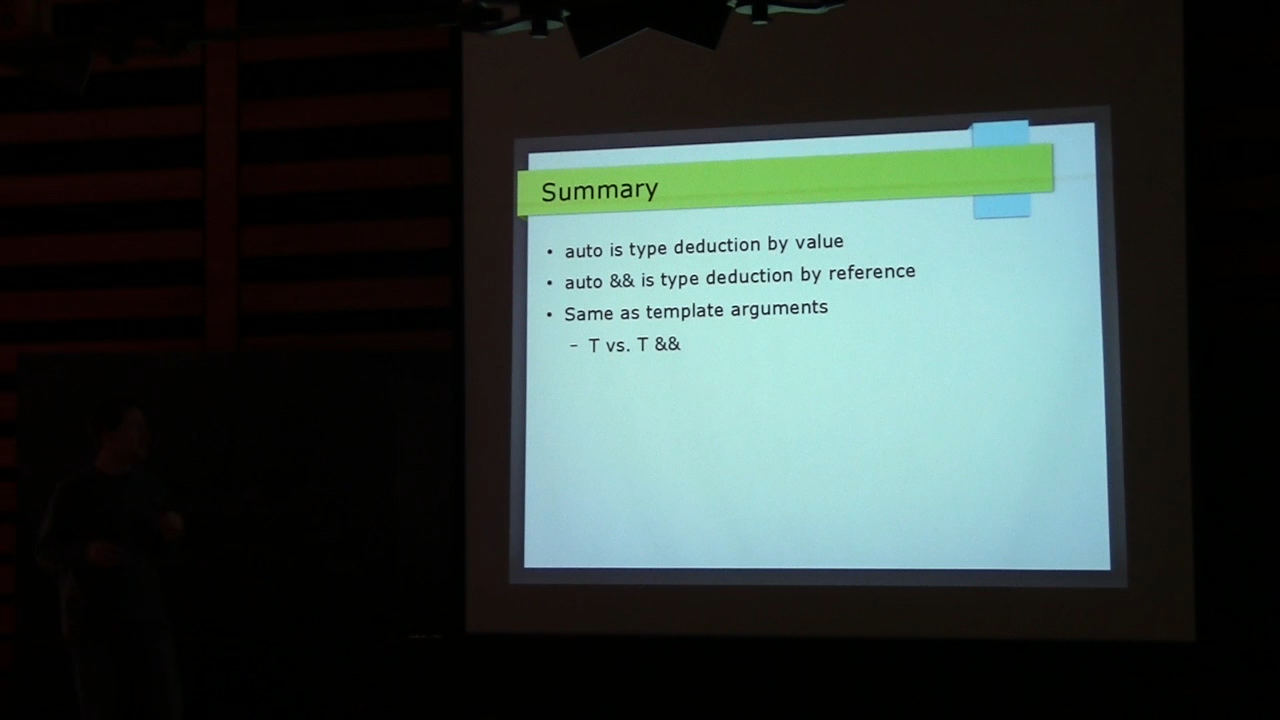 Summary
• auto is type deduction by value
• auto && is type deduction by reference
• Same as template arguments
– T vs. T &&